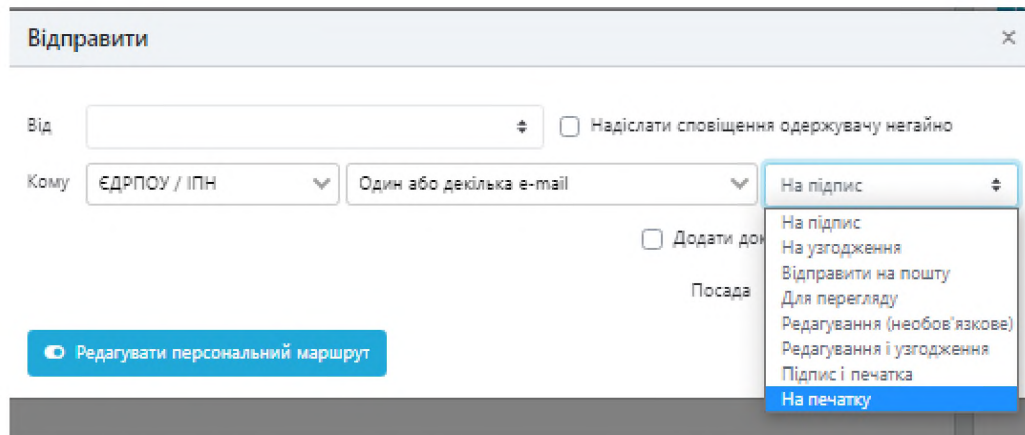 Відправити
Від
Надіслати сповіщення одержувачу негайно
Кому ЄДРПОУ / ІПН Один або декілька e-mail На підпис
На підпис
На узгодження
Додати
Відправити на пошту
Для перегляду
Посада
Редагування (необов'язкове)
Редагування і узгодження
Редагувати персональний маршрут
Підпис і печатка
На печатку